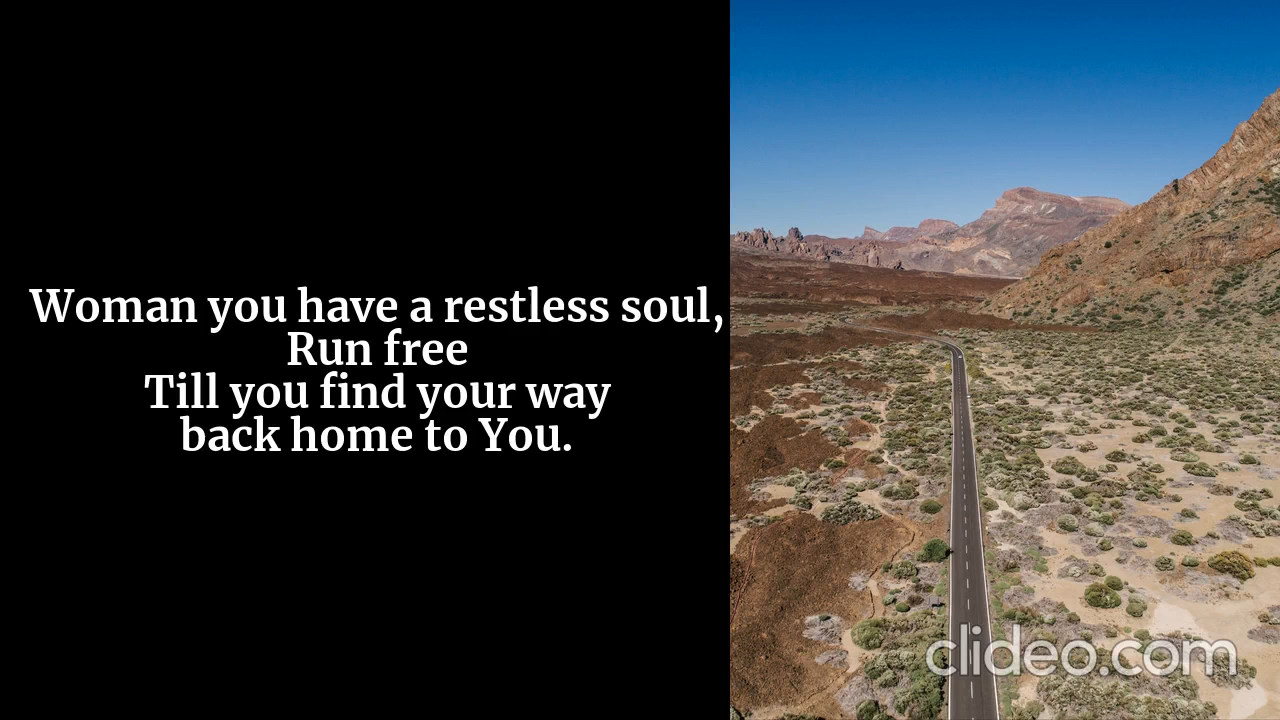 Woman you have a restless soul,
Run free
Till you find your way
back home to You.
clideo.com